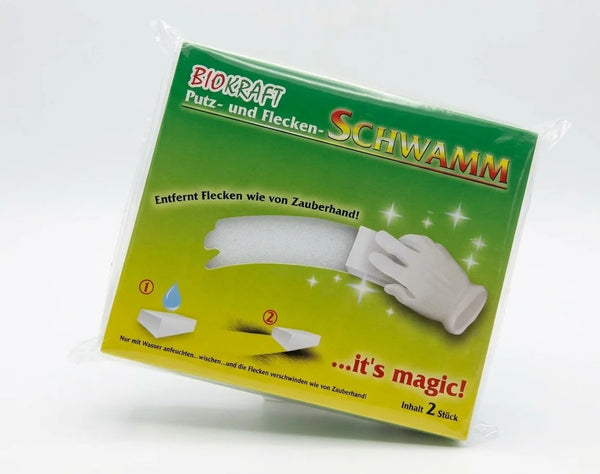 BIOKRAFT
Putz- und Flecken-SCHWAMM
Entfernt Flecken wie von Zauberhand!
1
2
Nur mit Wasser anfeuchten...wischen...und die Flecken verschwinden wie von Zauberhand!
...it's magic!
Inhalt 2 Stück